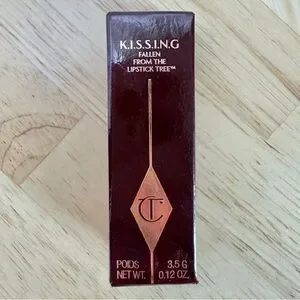 K.I.S.S.I.N.G
FALLEN
FROM THE
LIPSTICK TREE™
CT
POIDS 3.5 G
NET WT. 0.12 OZ.